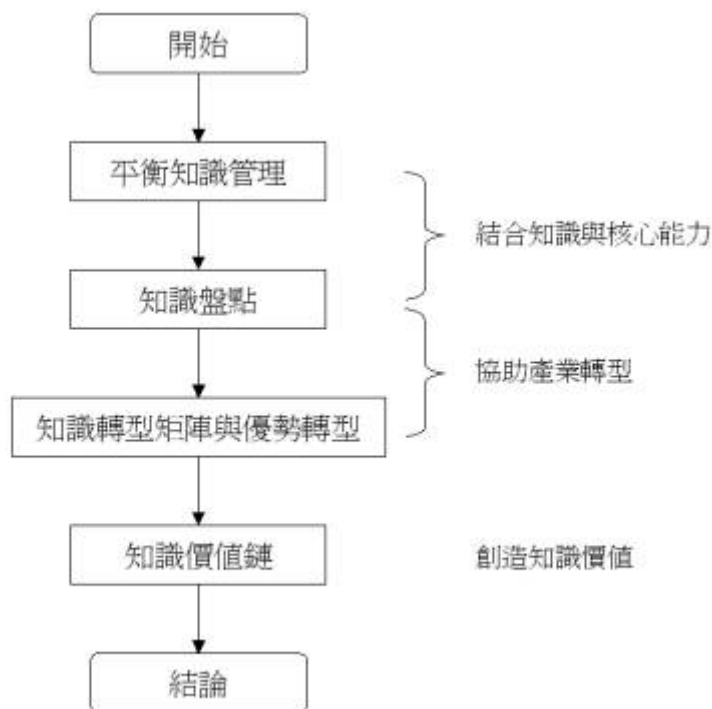 開始
平衡知識管理
結合知識與核心能力
知識盤點
協助產業轉型
知識轉型矩陣與優勢轉型
知識價值鏈
創造知識價值
結論